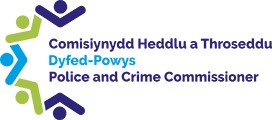 Comisiynydd Heddlu a Throseddu
Dyfed-Powys
Police and Crime Commissioner